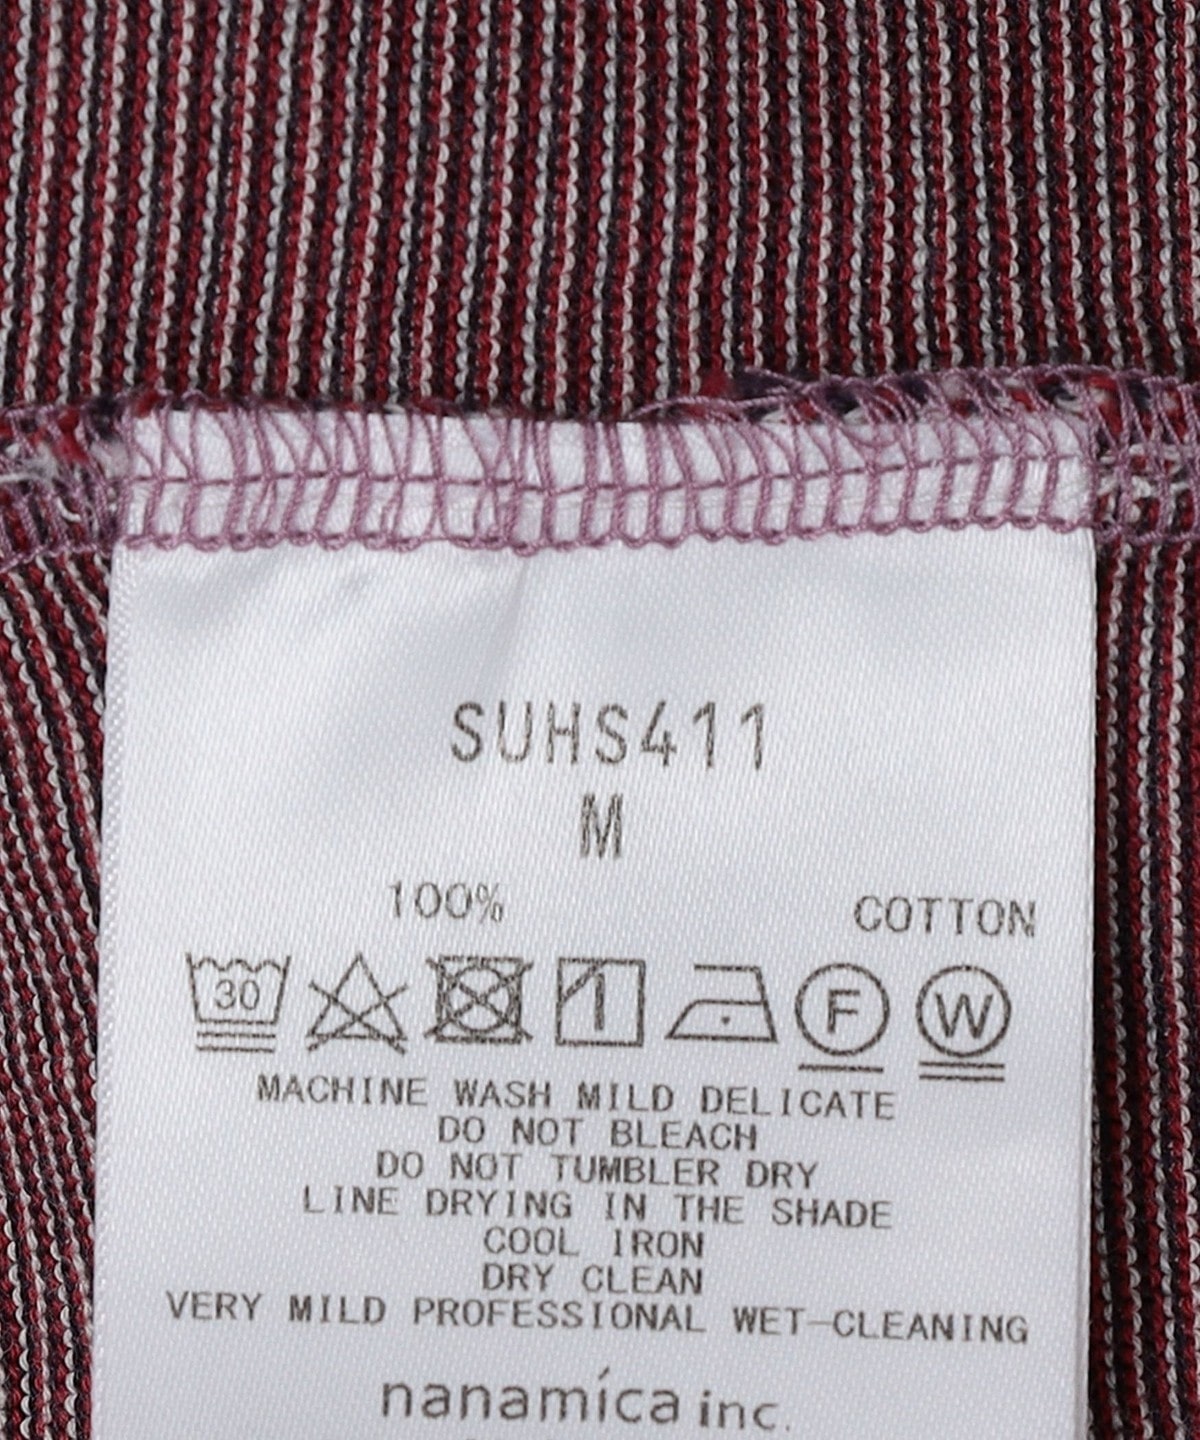 SUHS411
M
100% COTTON
30 F W
MACHINE WASH MILD DELICATE
DO NOT BLEACH
DO NOT TUMBLER DRY
LINE DRYING IN THE SHADE
COOL IRON
DRY CLEAN
VERY MILD PROFESSIONAL WET-CLEANING
nanamica inc.